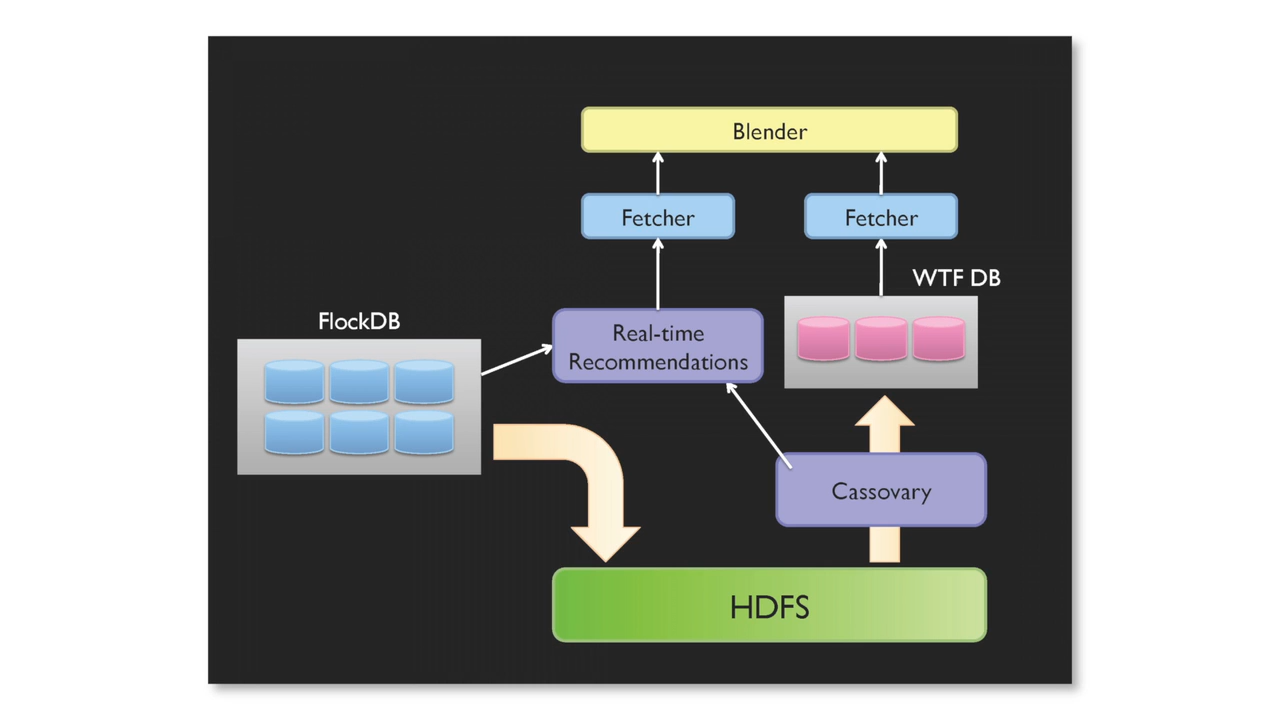 Blender
Fetcher
Fetcher
WTF DB
FlockDB
Real-time
Recommendations
Cassovary
HDFS